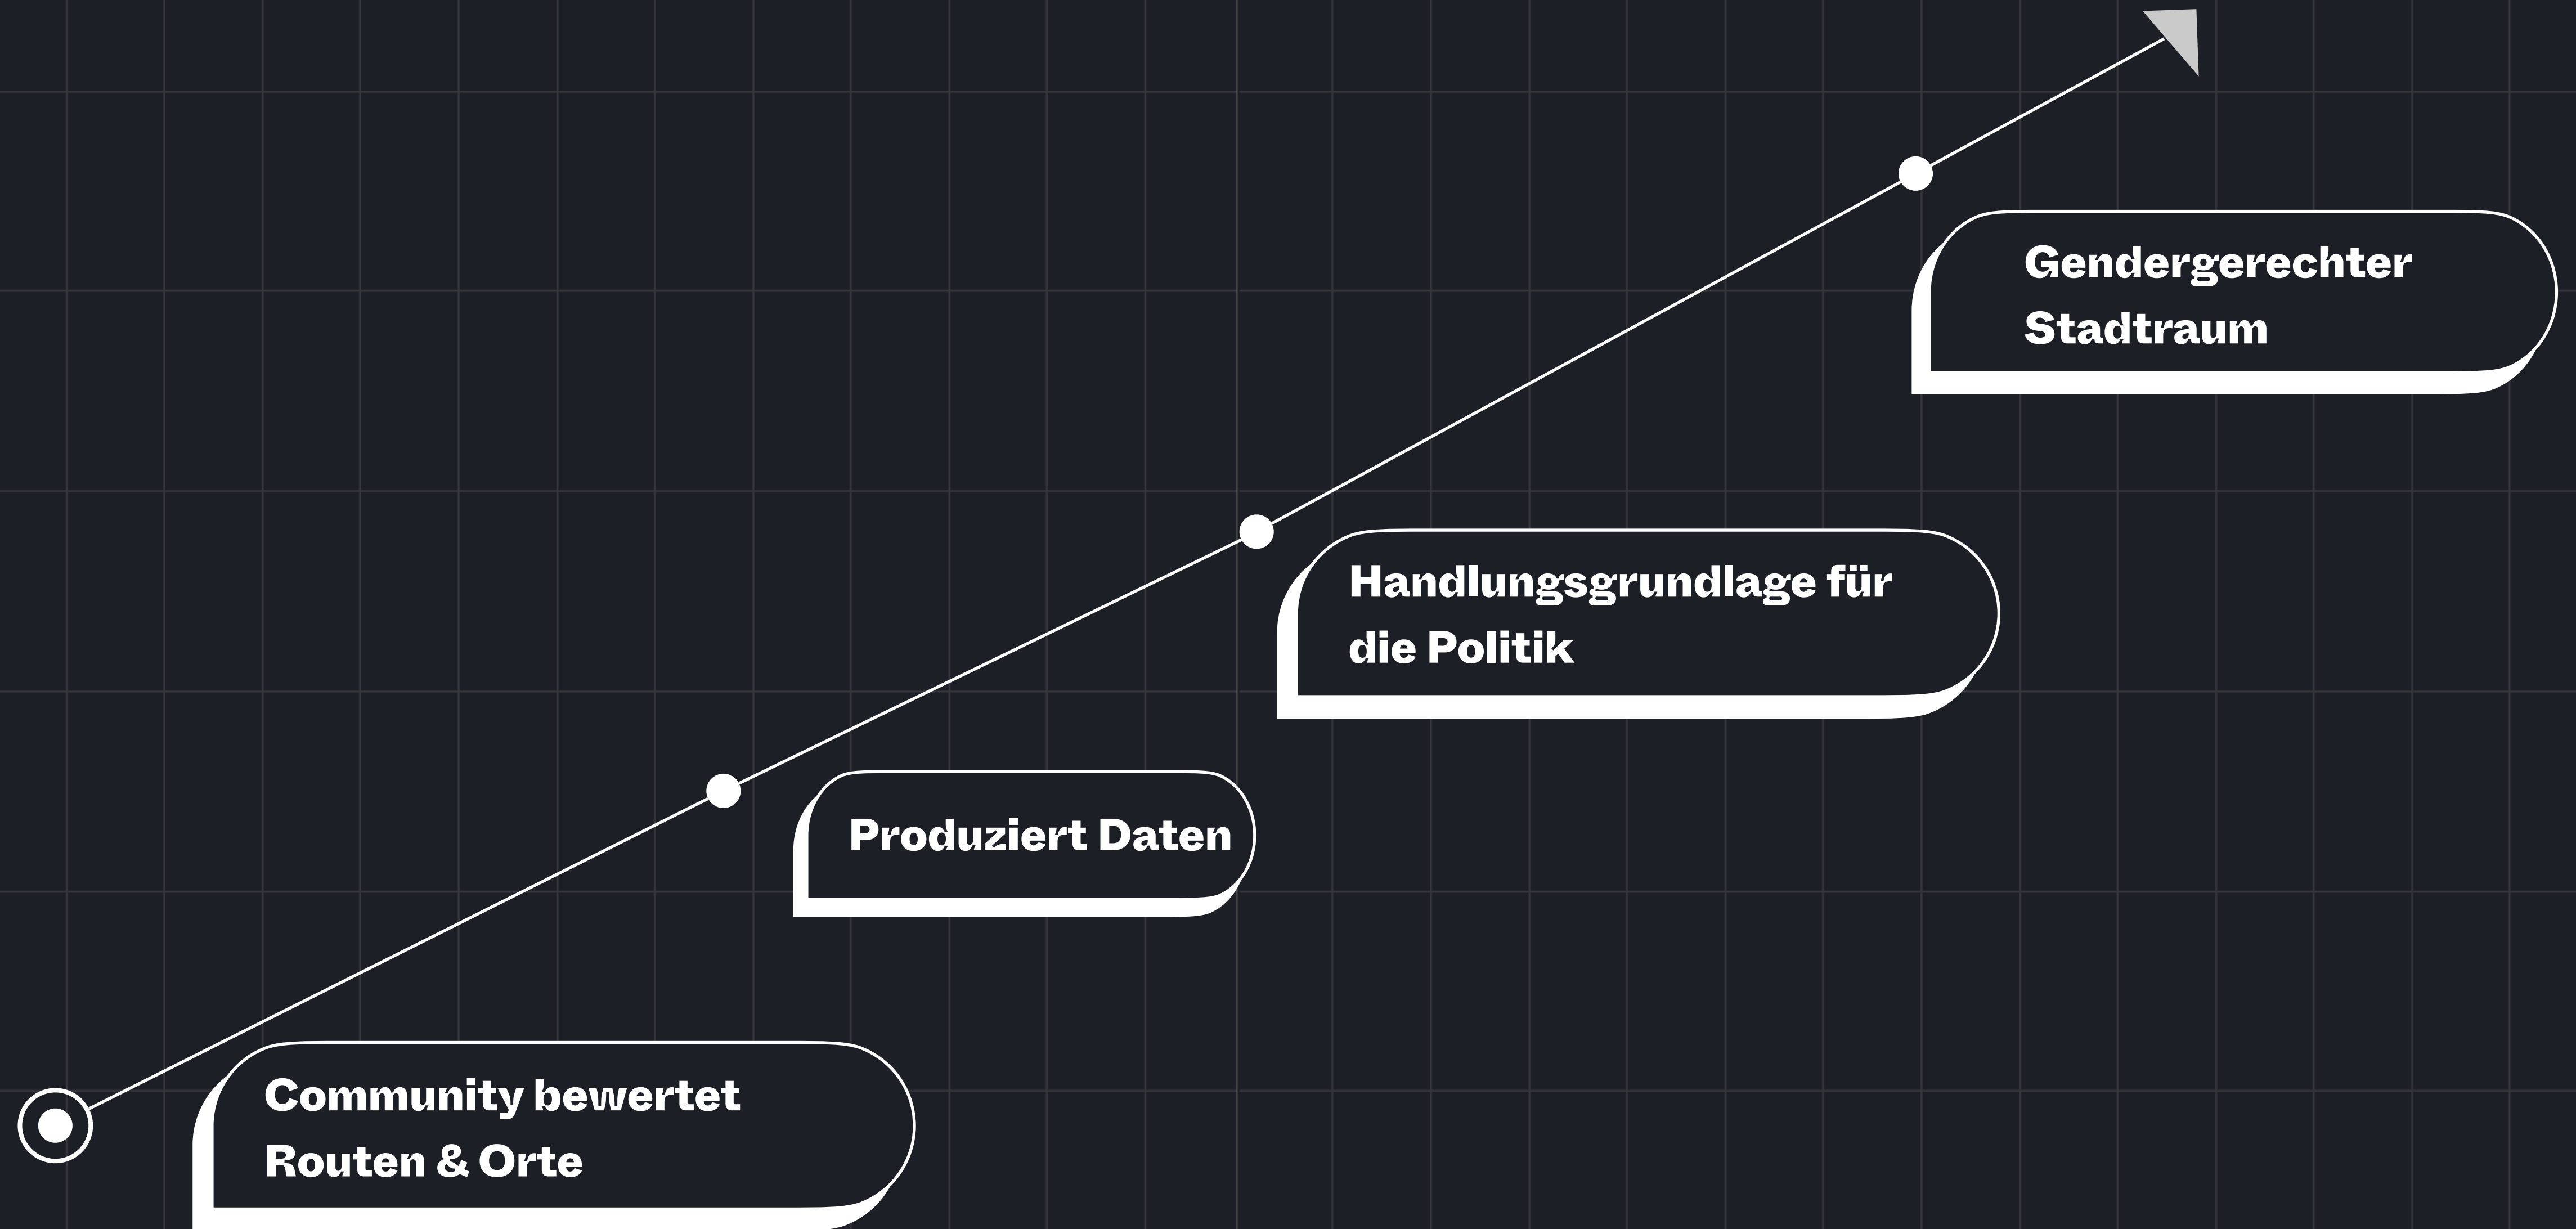 Gendergerechter
Stadtraum
Handlungsgrundlage für
die Politik
Produziert Daten
Community bewertet
Routen & Orte